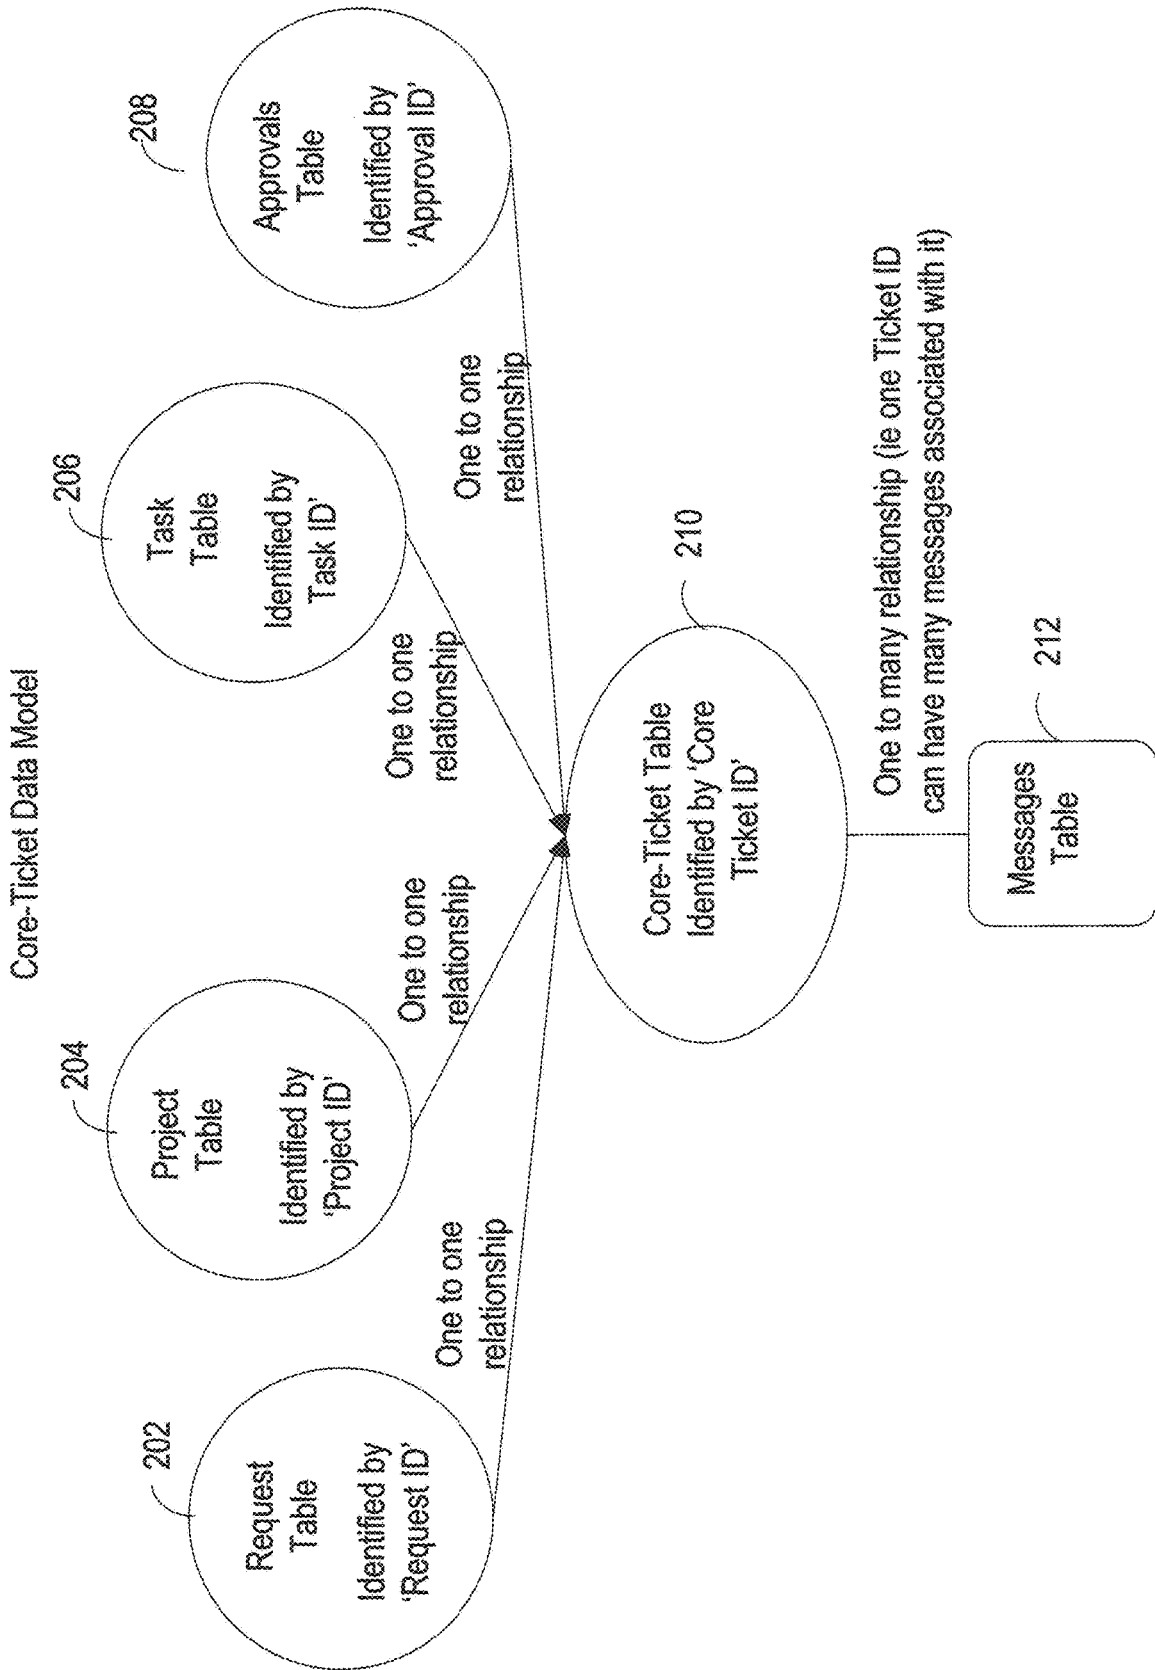 Core-Ticket Data Model
202
Request
Table
Identified by
'Request ID'
204
Project
Table
Identified by
'Project ID'
206
Task
Table
Identified by
Task ID'
208
Approvals
Table
Identified by
'Approval ID'
One to one
relationship
One to one
relationship
One to one
relationship
One to one
relationship
210
Core-Ticket Table
Identified by 'Core
Ticket ID'
One to many relationship (ie one Ticket ID
can have many messages associated with it)
212
Messages
Table